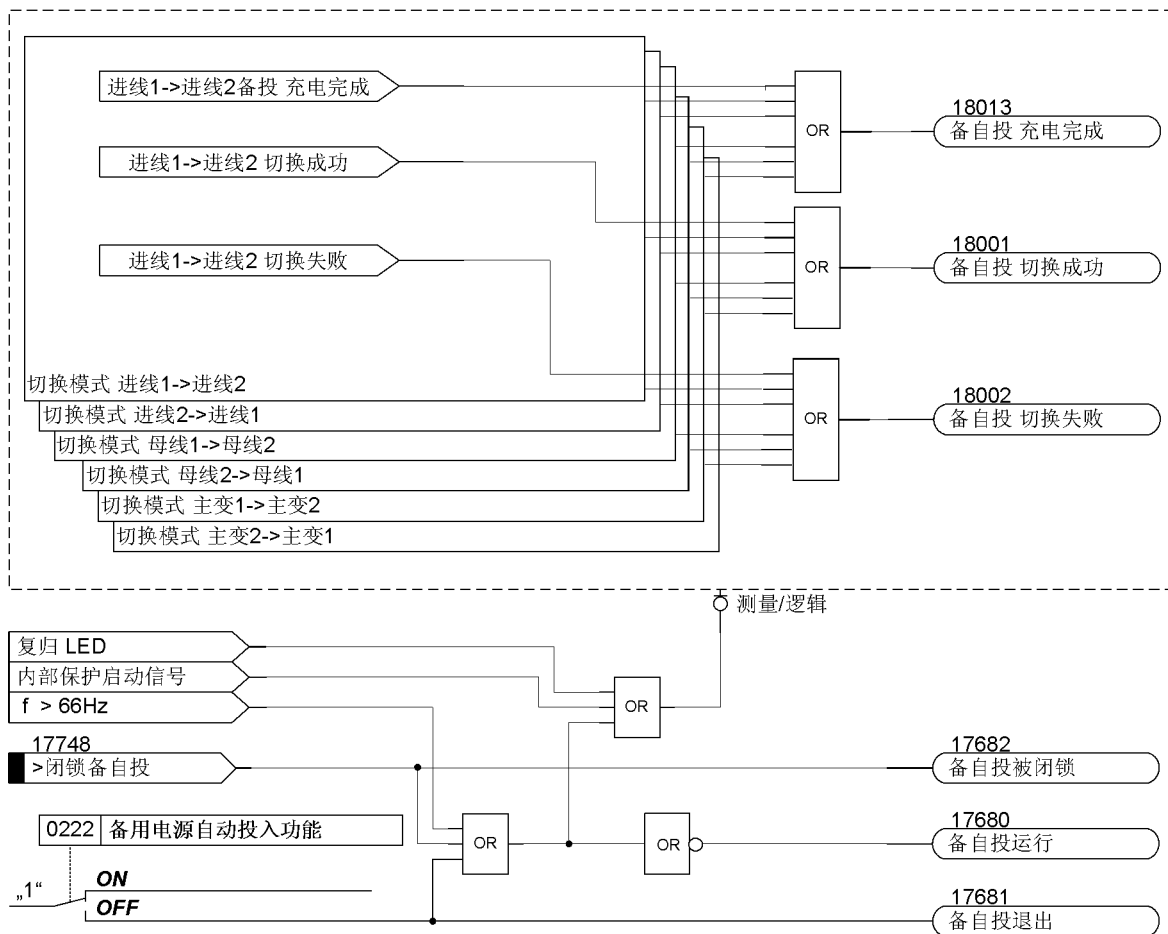 进线1->进线2备投 充电完成
OR
18013
备自投 充电完成
进线1->进线2 切换成功
OR
18001
备自投 切换成功
进线1->进线2 切换失败
OR
18002
备自投 切换失败
切换模式 进线1->进线2
切换模式 进线2->进线1
切换模式 母线1->母线2
切换模式 母线2->母线1
切换模式 主变1->主变2
切换模式 主变2->主变1
测量/逻辑
复归 LED
内部保护启动信号
f > 66Hz
OR
17748
>闭锁备自投
17682
备自投被闭锁
0222 备用电源自动投入功能
OR
OR
17680
备自投运行
„1“
ON
OFF
17681
备自投退出